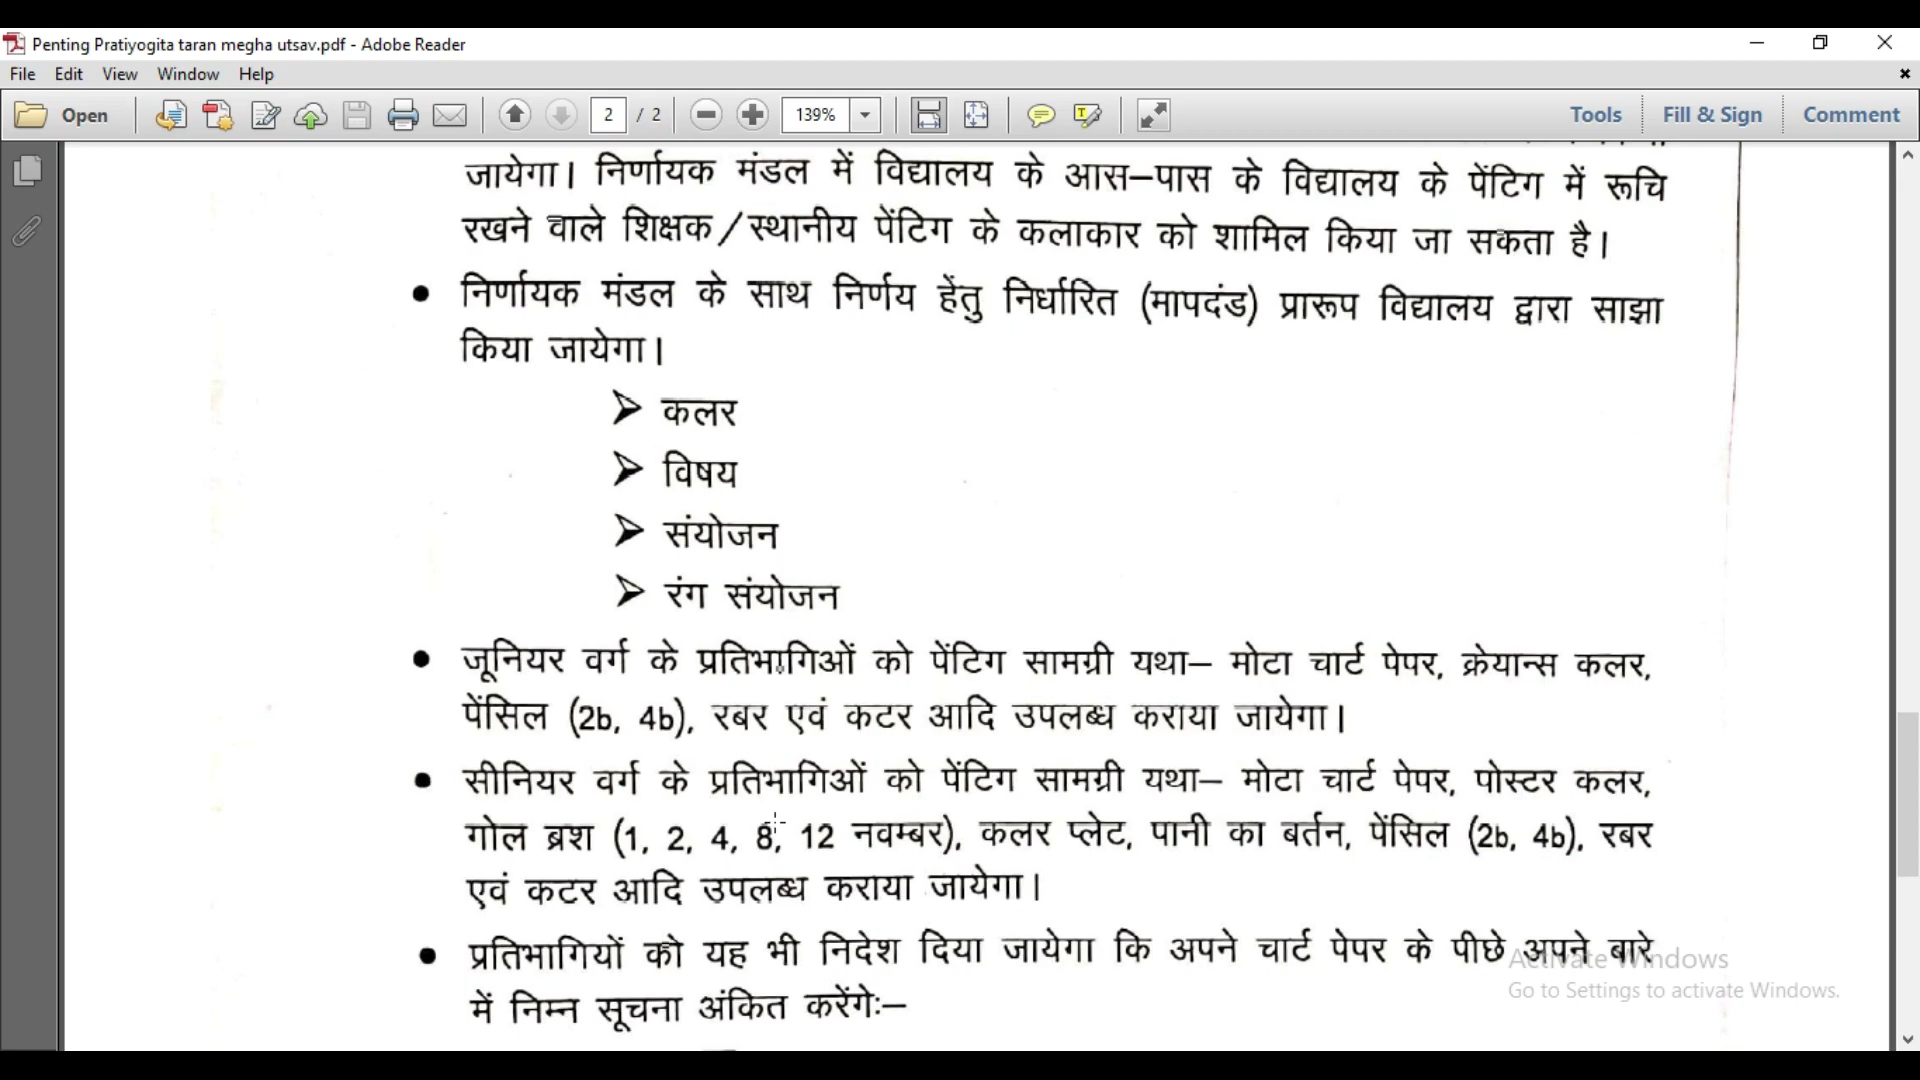 Penting Pratiyogita taran megha utsav.pdf - Adobe Reader
File Edit View Window Help
Open 2 / 2 139% Tools Fill & Sign Comment
जायेगा। निर्णायक मंडल में विद्यालय के आस–पास के विद्यालय के पेंटिग में रूचि
रखने वाले शिक्षक/स्थानीय पेंटिग के कलाकार को शामिल किया जा सकता है।
• निर्णायक मंडल के साथ निर्णय हेंतु निर्धारित (मापदंड) प्रारूप विद्यालय द्वारा साझा
किया जायेगा।
➢ कलर
➢ विषय
➢ संयोजन
➢ रंग संयोजन
• जूनियर वर्ग के प्रतिभागिओं को पेंटिग सामग्री यथा– मोटा चार्ट पेपर, क्रेयान्स कलर,
पेंसिल (2b, 4b), रबर एवं कटर आदि उपलब्ध कराया जायेगा।
• सीनियर वर्ग के प्रतिभागिओं को पेंटिग सामग्री यथा– मोटा चार्ट पेपर, पोस्टर कलर,
गोल ब्रश (1, 2, 4, 8, 12 नवम्बर), कलर प्लेट, पानी का बर्तन, पेंसिल (2b, 4b), रबर
एवं कटर आदि उपलब्ध कराया जायेगा।
• प्रतिभागियों को यह भी निदेश दिया जायेगा कि अपने चार्ट पेपर के पीछे अपने बारे
में निम्न सूचना अंकित करेंगेः–
Activate Windows
Go to Settings to activate Windows.